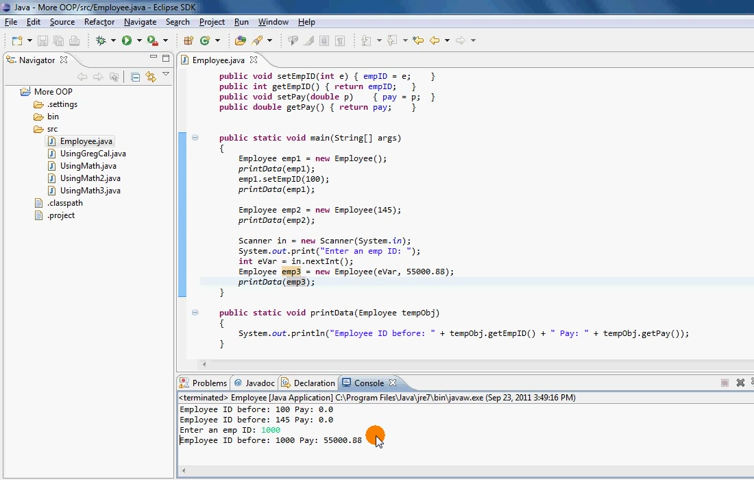 Java - More OOP/src/Employee.java - Eclipse SDK
File Edit Source Refactor Navigate Search Project Run Window Help
Navigator
More OOP
.settings
bin
src
Employee.java
UsingGregCal.java
UsingMath.java
UsingMath2.java
UsingMath3.java
.classpath
.project
Employee.java
public void setEmpID(int e) { empID = e; }
public int getEmpID() { return empID; }
public void setPay(double p) { pay = p; }
public double getPay() { return pay; }
public static void main(String[] args)
{
Employee emp1 = new Employee();
printData(emp1);
emp1.setEmpID(100);
printData(emp1);
Employee emp2 = new Employee(145);
printData(emp2);
Scanner in = new Scanner(System.in);
System.out.print("Enter an emp ID: ");
int eVar = in.nextInt();
Employee emp3 = new Employee(eVar, 55000.88);
printData(emp3);
}
public static void printData(Employee tempObj)
{
System.out.println("Employee ID before: " + tempObj.getEmpID() + " Pay: " + tempObj.getPay());
}
Problems Javadoc Declaration Console
<terminated> Employee [Java Application] C:\Program Files\Java\jre7\bin\javaw.exe (Sep 23, 2011 3:49:16 PM)
Employee ID before: 100 Pay: 0.0
Employee ID before: 145 Pay: 0.0
Enter an emp ID: 1000
Employee ID before: 1000 Pay: 55000.88